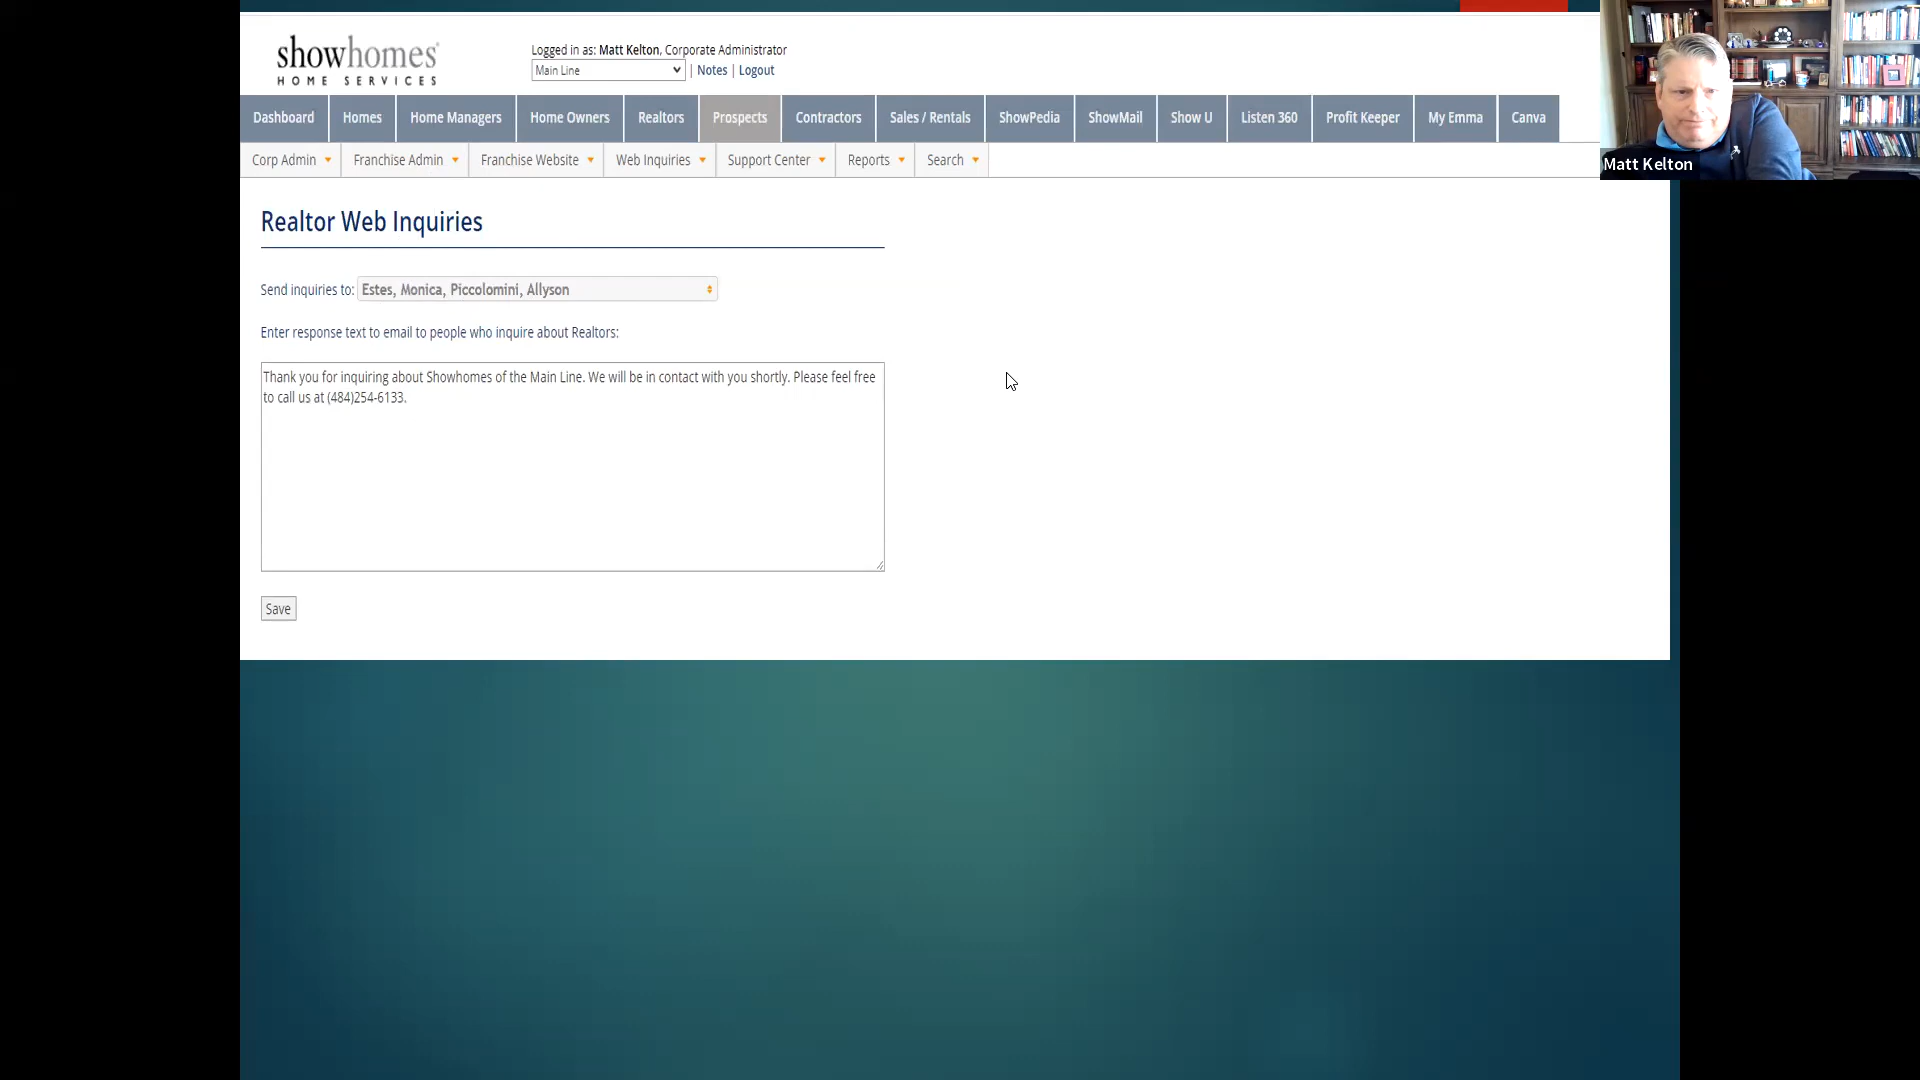 showhomes
HOME SERVICES
Logged in as: Matt Kelton, Corporate Administrator
Main Line | Notes | Logout
Dashboard Homes Home Managers Home Owners Realtors Prospects Contractors Sales / Rentals ShowPedia ShowMail Show U Listen 360 Profit Keeper My Emma Canva
Corp Admin Franchise Admin Franchise Website Web Inquiries Support Center Reports Search
Matt Kelton
Realtor Web Inquiries
Send inquiries to: Estes, Monica, Piccolomini, Allyson
Enter response text to email to people who inquire about Realtors:
Thank you for inquiring about Showhomes of the Main Line. We will be in contact with you shortly. Please feel free
to call us at (484)254-6133.
Save